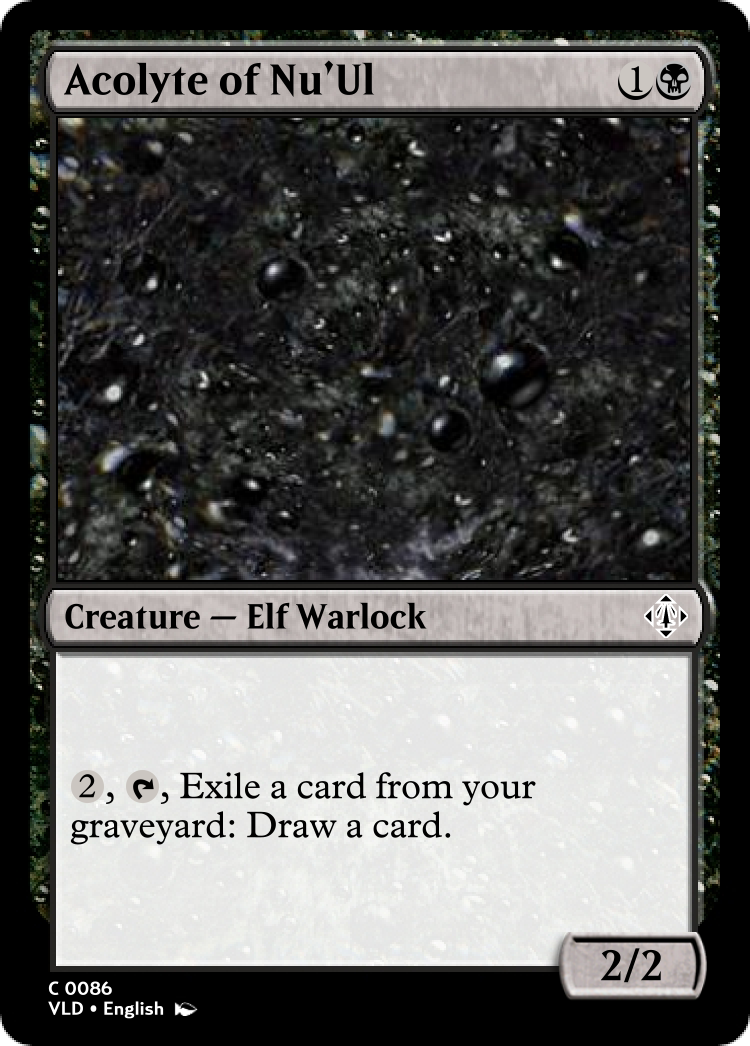 Acolyte of Nu'Ul 1
Creature — Elf Warlock
2, , Exile a card from your
graveyard: Draw a card.
2/2
C 0086
VLD • English